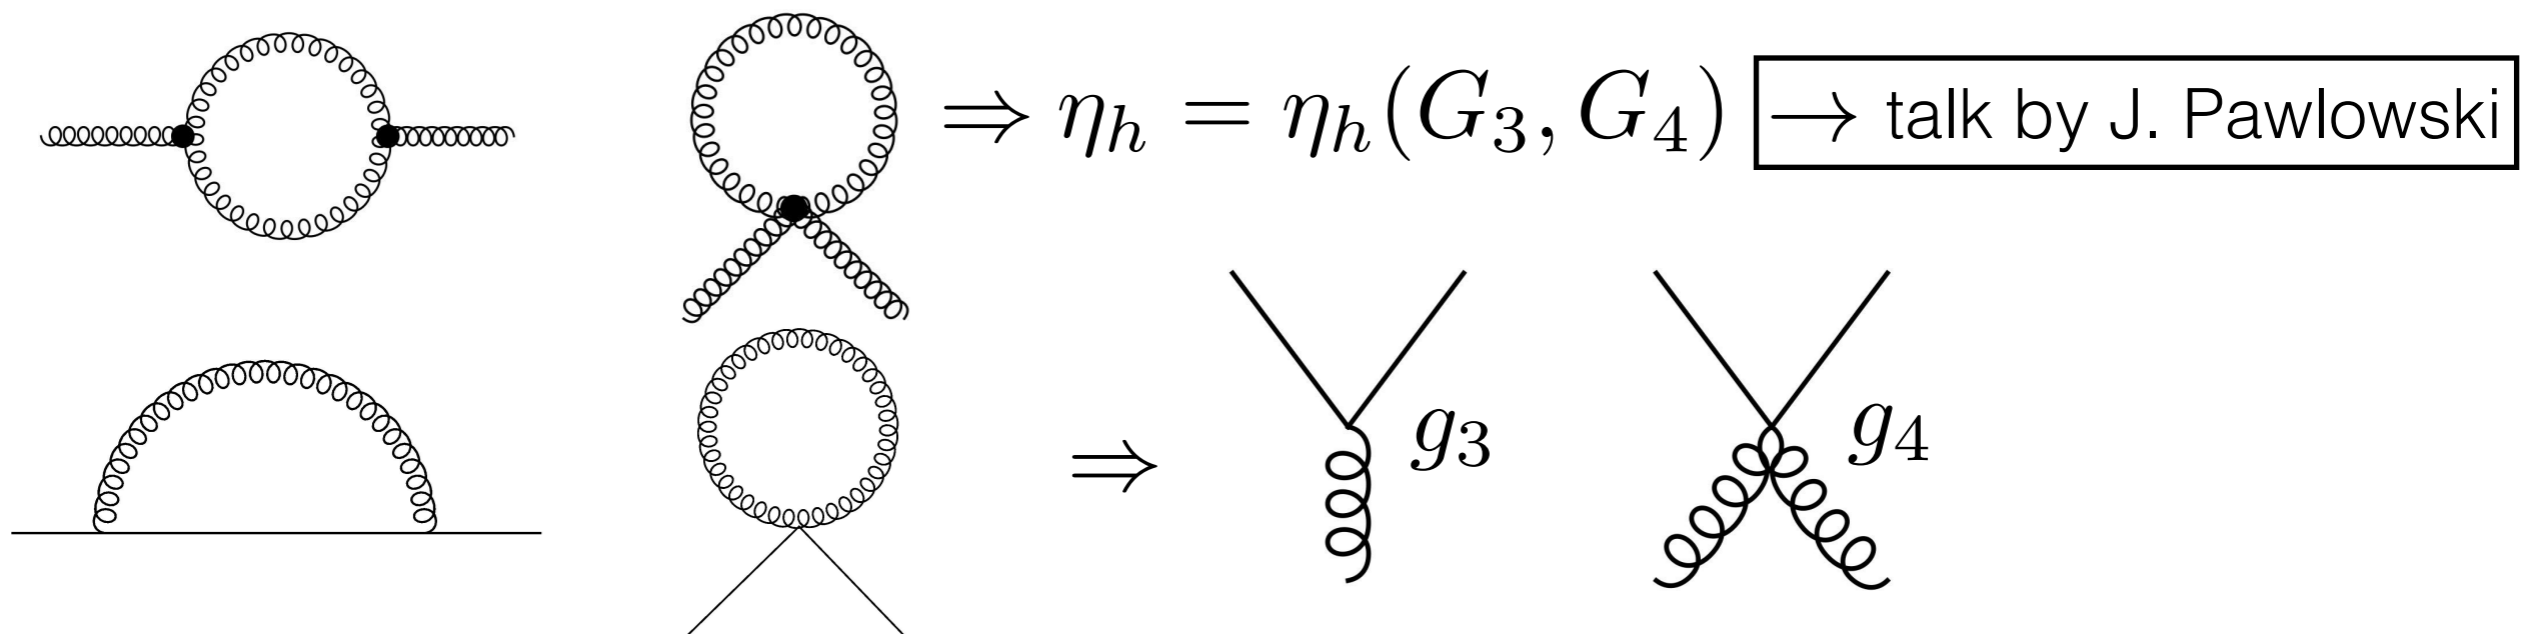 ⇒ η_h = η_h(G_3, G_4) → talk by J. Pawlowski
⇒ g_3 g_4